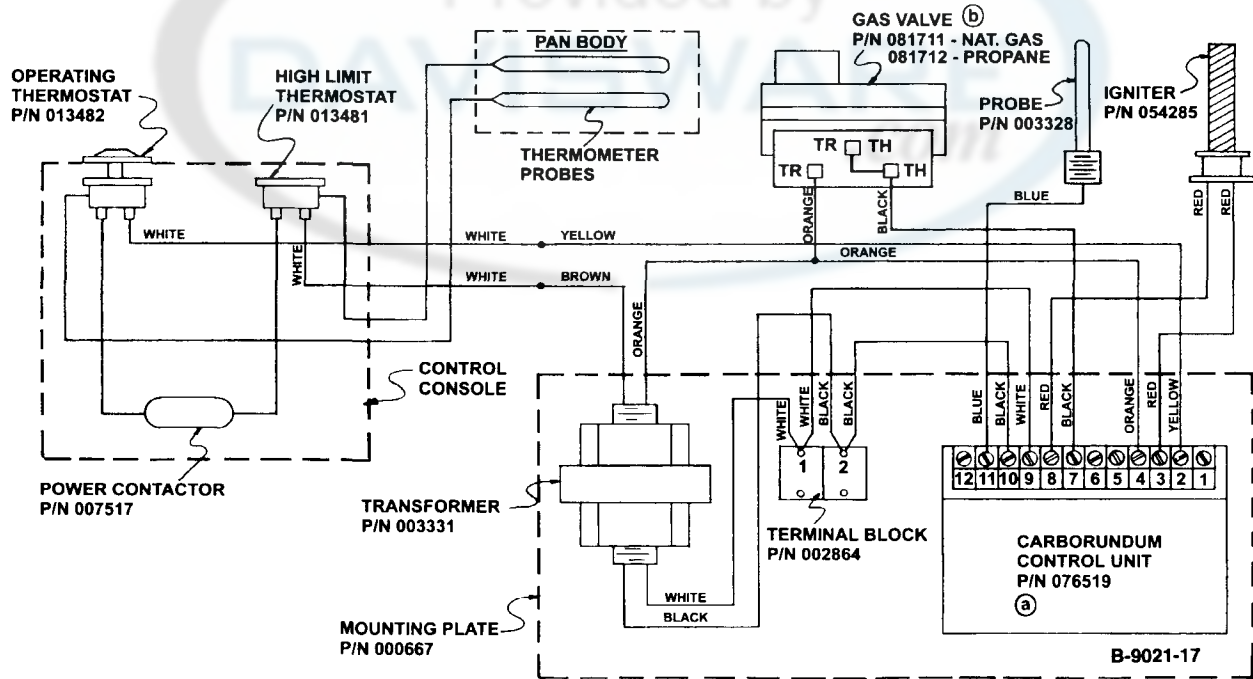 Provided by
DAVEWARE
.com
OPERATING
THERMOSTAT
P/N 013482
HIGH LIMIT
THERMOSTAT
P/N 013481
PAN BODY
THERMOMETER
PROBES
GAS VALVE b
P/N 081711 - NAT. GAS
081712 - PROPANE
TR TH
TR TH
PROBE
P/N 003328
IGNITER
P/N 054285
ORANGE
BLACK
BLUE
RED
RED
WHITE
WHITE
WHITE
YELLOW
WHITE
BROWN
ORANGE
ORANGE
CONTROL
CONSOLE
POWER CONTACTOR
P/N 007517
TRANSFORMER
P/N 003331
WHITE
WHITE
BLACK
BLACK
1 2
TERMINAL BLOCK
P/N 002864
BLUE
BLACK
WHITE
RED
BLACK
ORANGE
RED
YELLOW
12 11 10 9 8 7 6 5 4 3 2 1
CARBORUNDUM
CONTROL UNIT
P/N 076519
a
WHITE
BLACK
MOUNTING PLATE
P/N 000667
B-9021-17